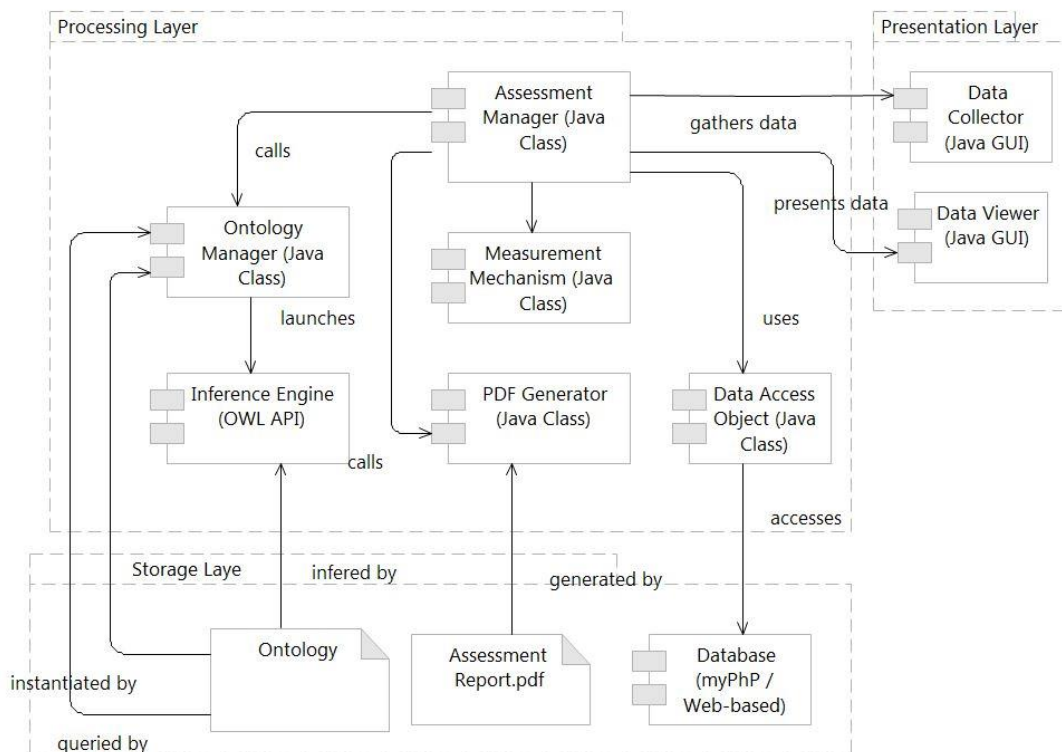 Processing Layer
Presentation Layer
Assessment
Manager (Java
Class)
Data
Collector
(Java GUI)
gathers data
calls
presents data
Data Viewer
(Java GUI)
Ontology
Manager (Java
Class)
Measurement
Mechanism (Java
Class)
launches
uses
Inference Engine
(OWL API)
PDF Generator
(Java Class)
Data Access
Object (Java
Class)
calls
accesses
Storage Laye
infered by
generated by
Ontology
Assessment
Report.pdf
Database
(myPhP /
Web-based)
instantiated by
queried by